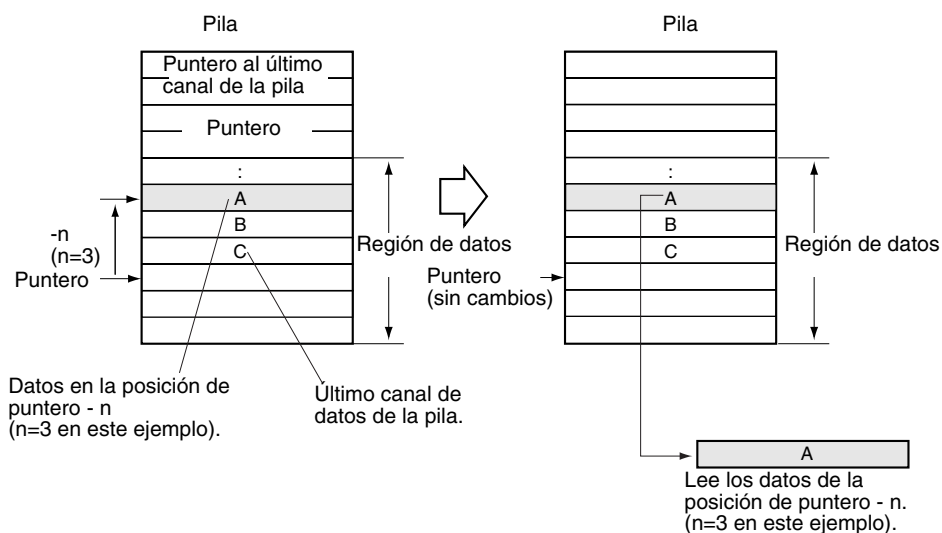 Pila
Puntero al último
canal de la pila
Puntero
:
A
B
C
-n
(n=3)
Puntero
Región de datos
Datos en la posición de
puntero - n
(n=3 en este ejemplo).
Último canal de
datos de la pila.
Pila
:
A
B
C
Puntero
(sin cambios)
Región de datos
A
Lee los datos de la
posición de puntero - n.
(n=3 en este ejemplo).